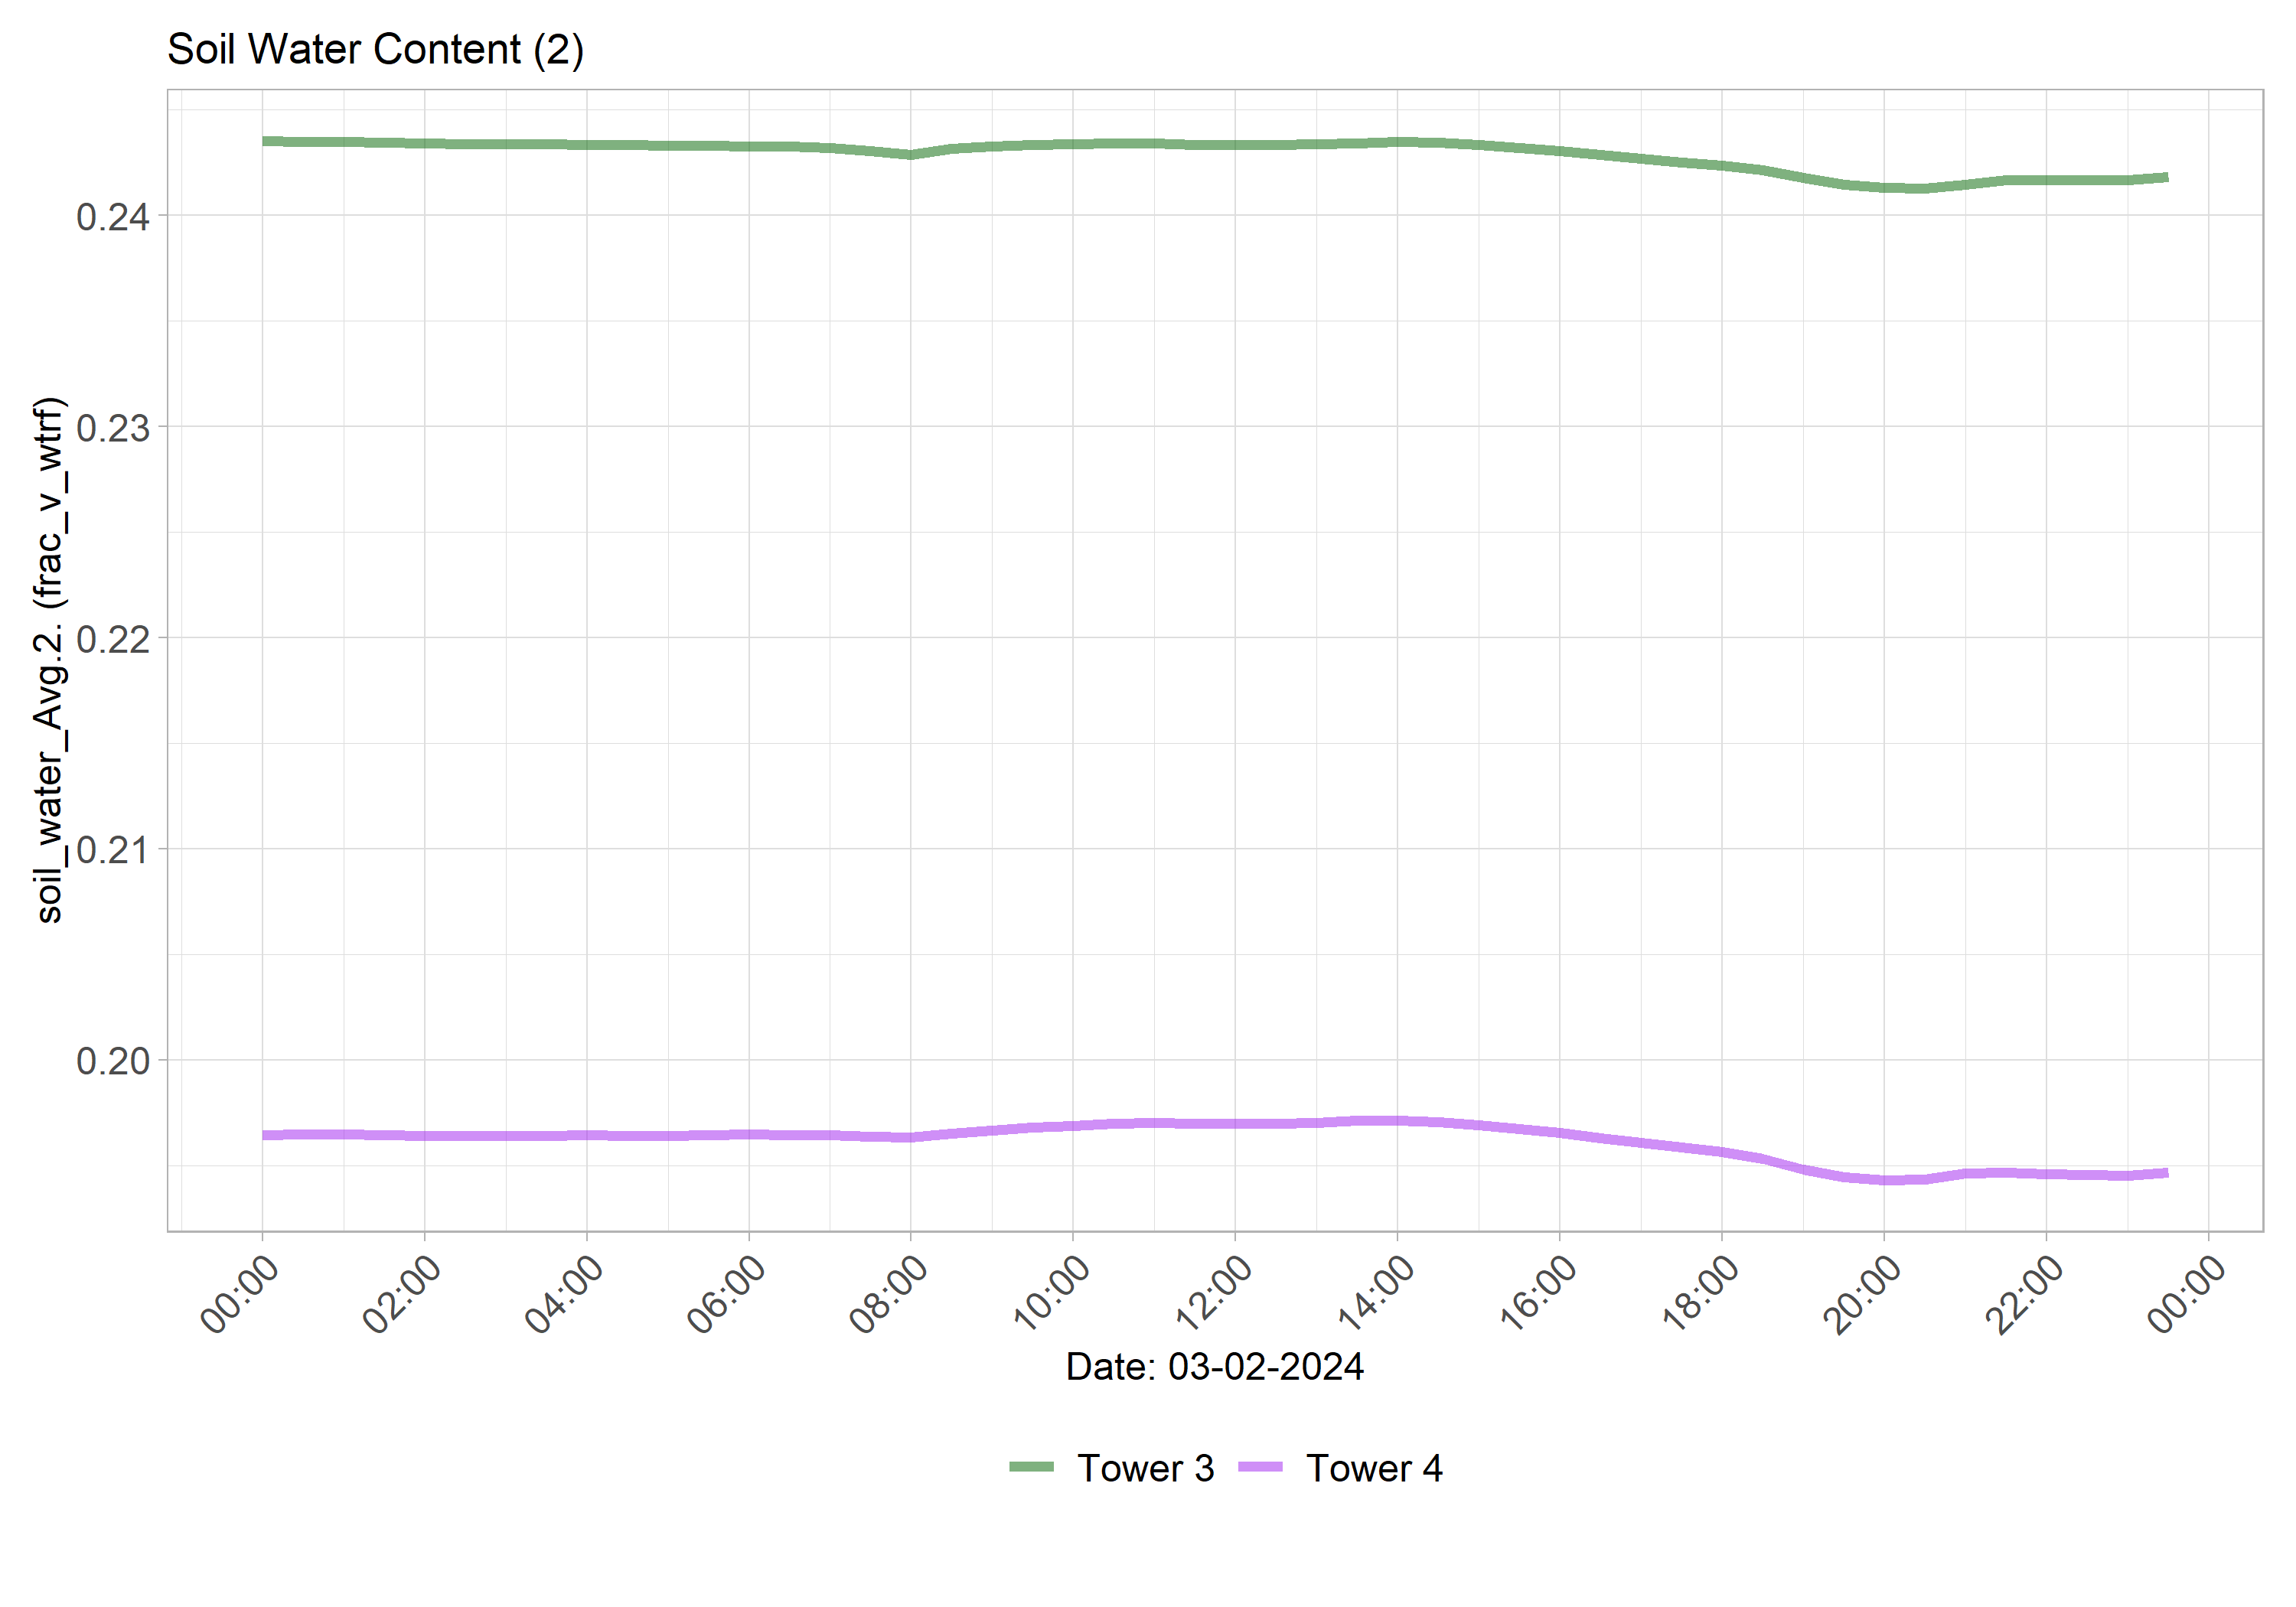 Soil Water Content (2)
soil_water_Avg.2. (frac_v_wtrf)
0.24
0.23
0.22
0.21
0.20
00:00 02:00 04:00 06:00 08:00 10:00 12:00 14:00 16:00 18:00 20:00 22:00 00:00
Date: 03-02-2024
Tower 3 Tower 4